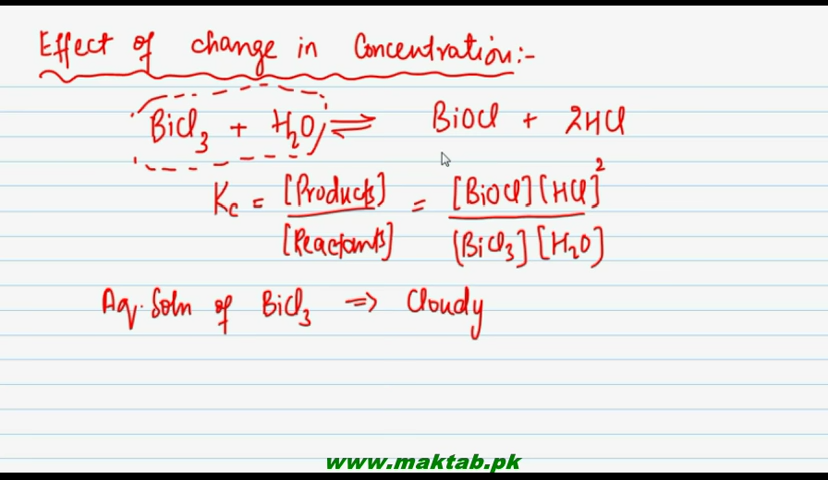 Effect of change in Concentration:-
BiCl3 + H2O ⇌ BiOCl + 2HCl
Kc = [Products]/[Reactants] = [BiOCl][HCl]²/[BiCl3][H2O]
Aq. Soln of BiCl3 ⇒ Cloudy
www.maktab.pk